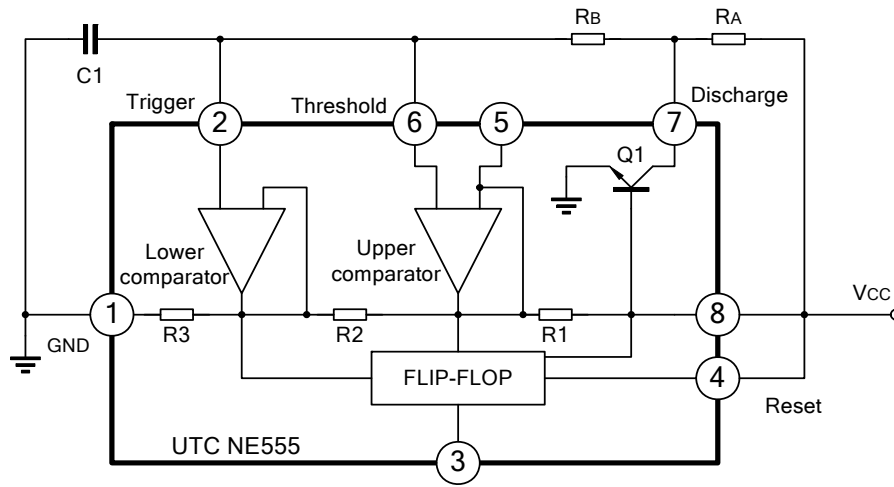 RB
RA
C1
Trigger
Threshold
Discharge
2
6
5
7
Q1
Lower
comparator
Upper
comparator
1
R3
R2
R1
8
VCC
GND
FLIP-FLOP
4
Reset
UTC NE555
3